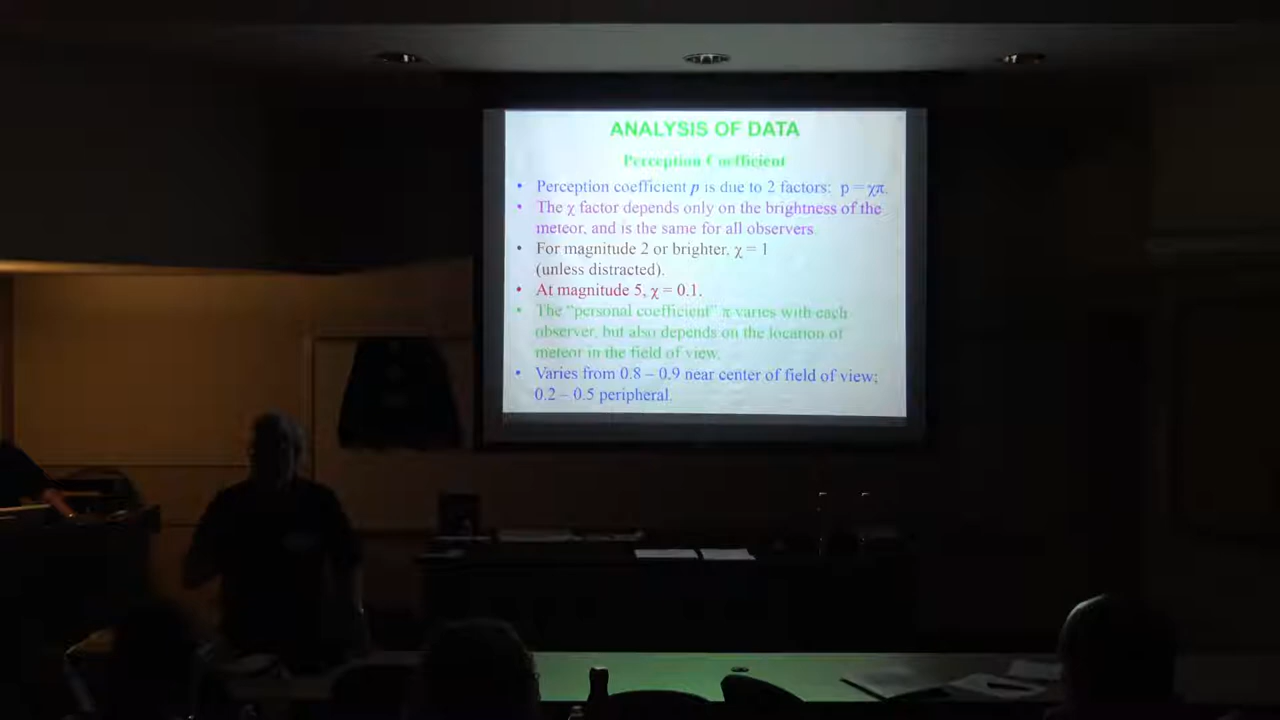 ANALYSIS OF DATA
Perception Coefficient
• Perception coefficient p is due to 2 factors: p = χπ.
• The χ factor depends only on the brightness of the
meteor, and is the same for all observers.
• For magnitude 2 or brighter, χ = 1
(unless distracted).
• At magnitude 5, χ = 0.1.
• The “personal coefficient” π varies with each
observer, but also depends on the location of
meteor in the field of view.
• Varies from 0.8 – 0.9 near center of field of view;
0.2 – 0.5 peripheral.